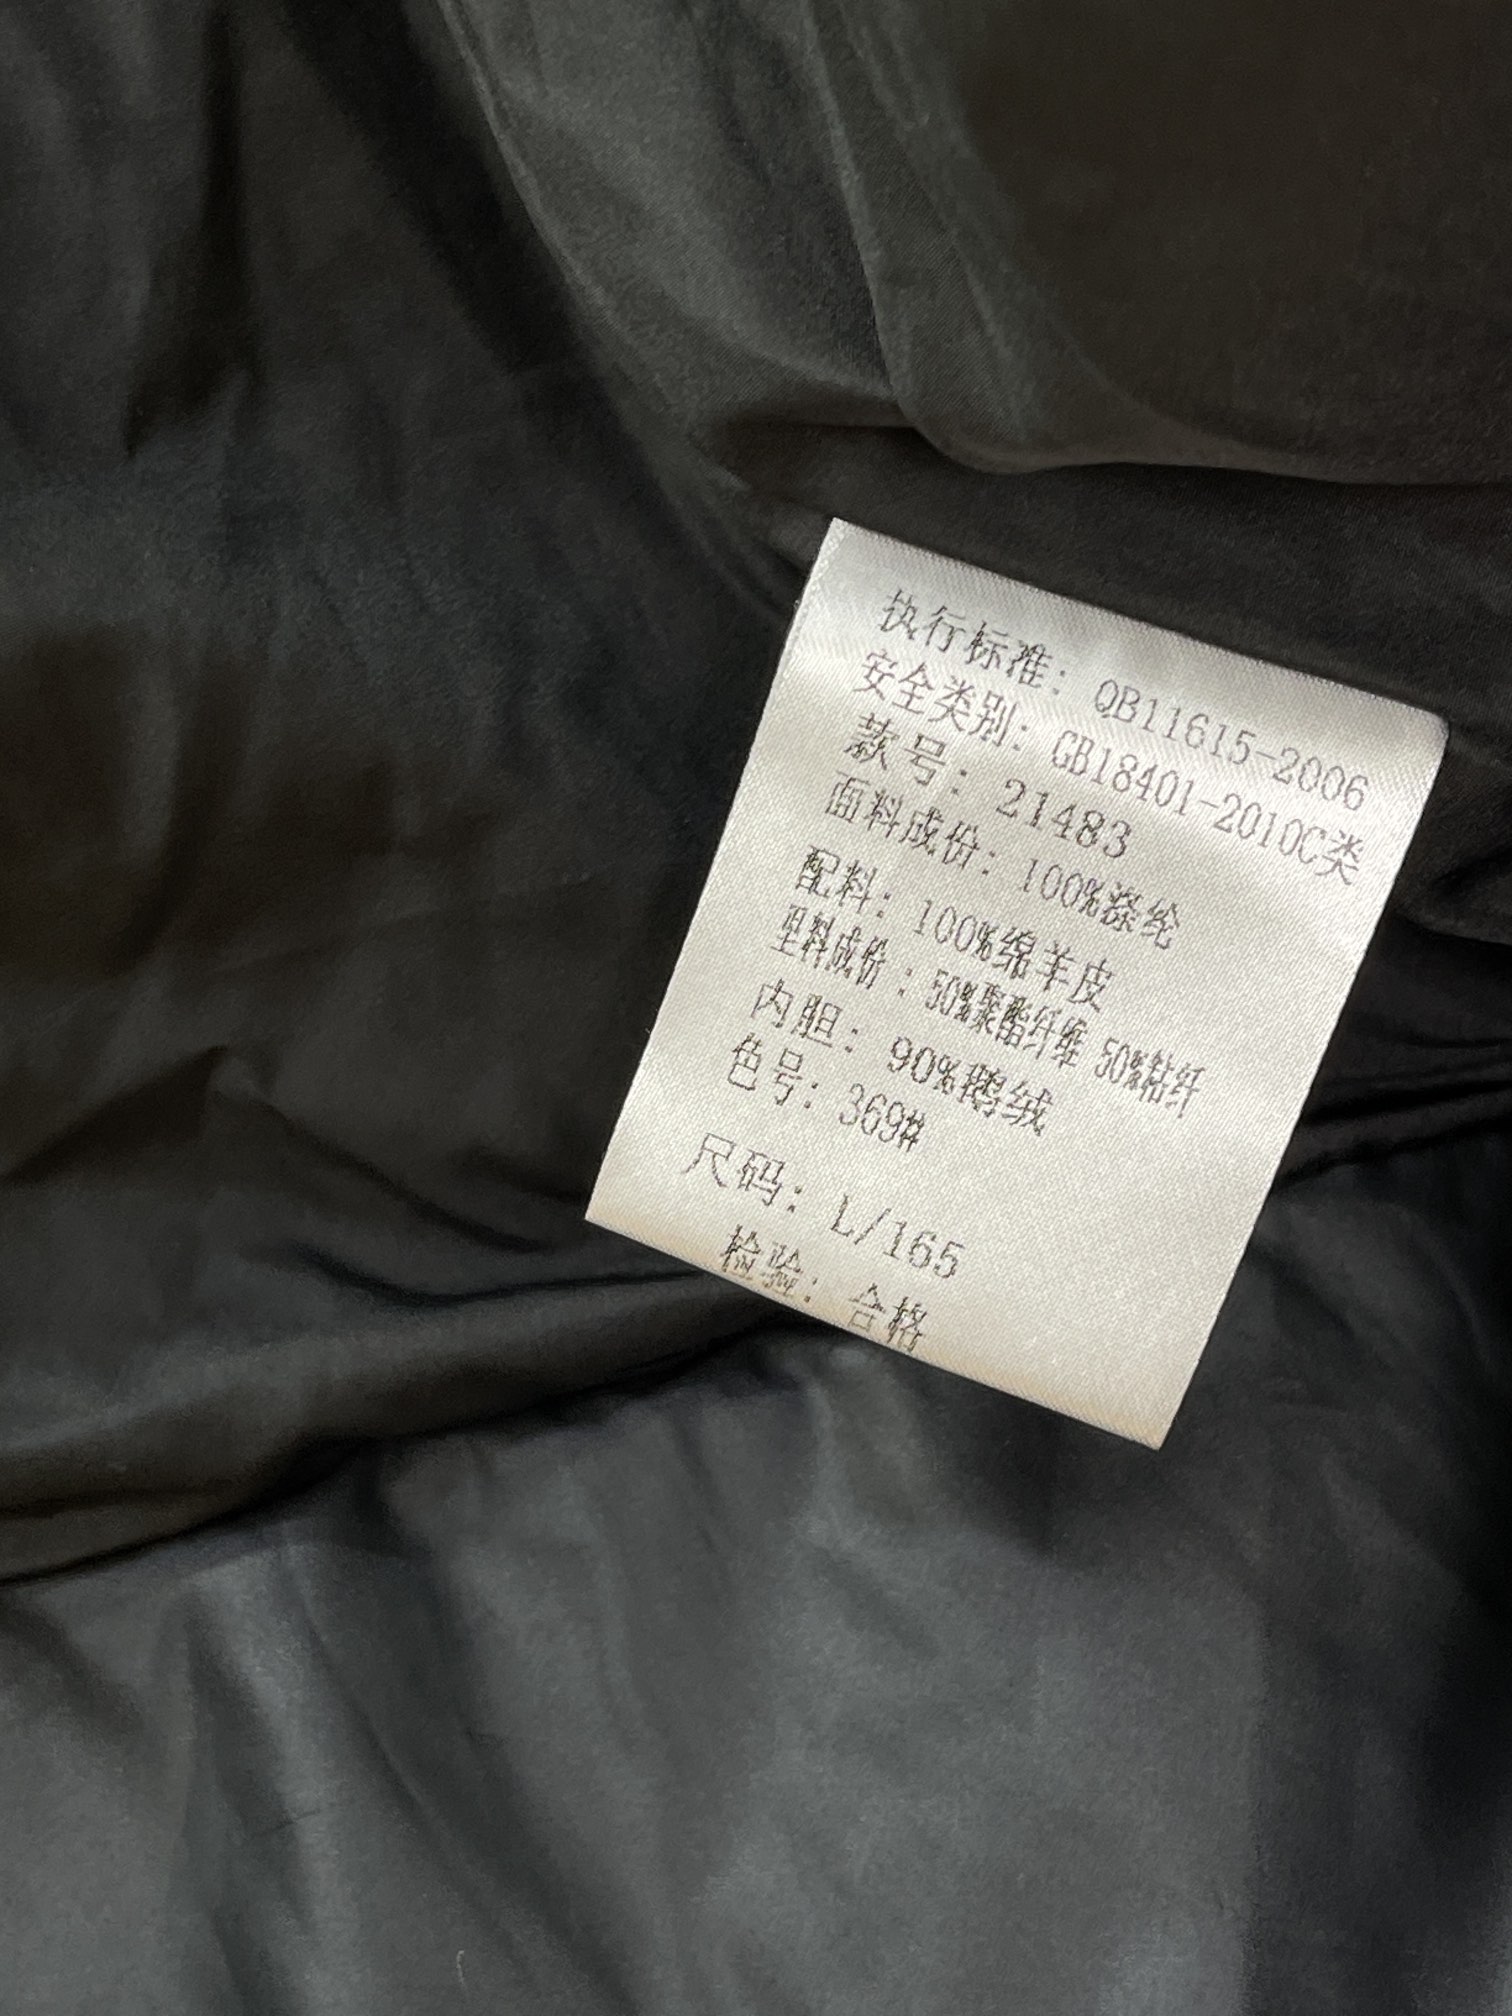 执行标准：QB11615-2006
安全类别：GB18401-2010C类
款号：21483
面料成份：100%涤纶
配料：100%绵羊皮
里料成份：50%聚酯纤维 50%粘纤
内胆：90%鹅绒
色号：369#
尺码：L/165
检验：合格